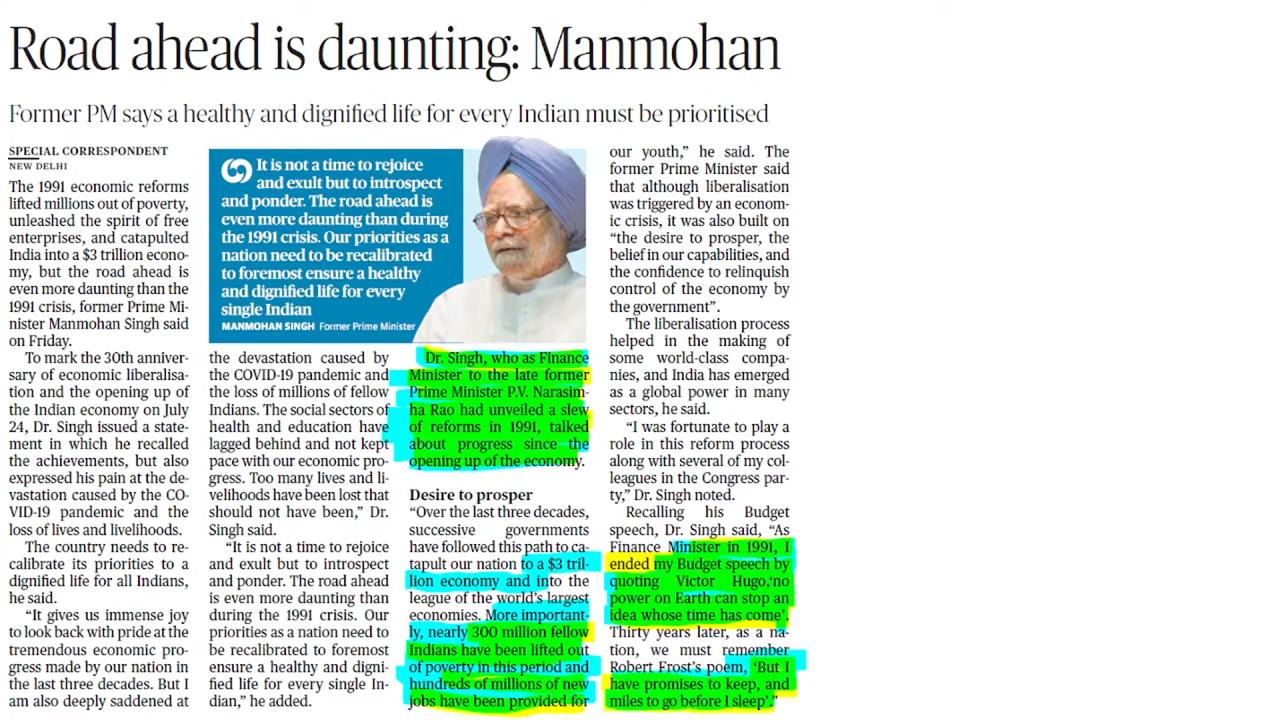 Road ahead is daunting: Manmohan
Former PM says a healthy and dignified life for every Indian must be prioritised
SPECIAL CORRESPONDENT
NEW DELHI
The 1991 economic reforms
lifted millions out of poverty,
unleashed the spirit of free
enterprises, and catapulted
India into a $3 trillion econo-
my, but the road ahead is
even more daunting than the
1991 crisis, former Prime Mi-
nister Manmohan Singh said
on Friday.
To mark the 30th anniver-
sary of economic liberalisa-
tion and the opening up of
the Indian economy on July
24, Dr. Singh issued a state-
ment in which he recalled
the achievements, but also
expressed his pain at the de-
vastation caused by the CO-
VID-19 pandemic and the
loss of lives and livelihoods.
The country needs to re-
calibrate its priorities to a
dignified life for all Indians,
he said.
“It gives us immense joy
to look back with pride at the
tremendous economic pro-
gress made by our nation in
the last three decades. But I
am also deeply saddened at
It is not a time to rejoice
and exult but to introspect
and ponder. The road ahead is
even more daunting than during
the 1991 crisis. Our priorities as a
nation need to be recalibrated
to foremost ensure a healthy
and dignified life for every
single Indian
MANMOHAN SINGH Former Prime Minister
the devastation caused by
the COVID-19 pandemic and
the loss of millions of fellow
Indians. The social sectors of
health and education have
lagged behind and not kept
pace with our economic pro-
gress. Too many lives and li-
velihoods have been lost that
should not have been,” Dr.
Singh said.
“It is not a time to rejoice
and exult but to introspect
and ponder. The road ahead
is even more daunting than
during the 1991 crisis. Our
priorities as a nation need to
be recalibrated to foremost
ensure a healthy and digni-
fied life for every single In-
dian,” he added.
Dr. Singh, who as Finance
Minister to the late former
Prime Minister P.V. Narasim-
ha Rao had unveiled a slew
of reforms in 1991, talked
about progress since the
opening up of the economy.
Desire to prosper
“Over the last three decades,
successive governments
have followed this path to ca-
tapult our nation to a $3 tril-
lion economy and into the
league of the world’s largest
economies. More important-
ly, nearly 300 million fellow
Indians have been lifted out
of poverty in this period and
hundreds of millions of new
jobs have been provided for
our youth,” he said. The
former Prime Minister said
that although liberalisation
was triggered by an econom-
ic crisis, it was also built on
“the desire to prosper, the
belief in our capabilities, and
the confidence to relinquish
control of the economy by
the government”.
The liberalisation process
helped in the making of
some world-class compa-
nies, and India has emerged
as a global power in many
sectors, he said.
“I was fortunate to play a
role in this reform process
along with several of my col-
leagues in the Congress par-
ty,” Dr. Singh noted.
Recalling his Budget
speech, Dr. Singh said, “As
Finance Minister in 1991, I
ended my Budget speech by
quoting Victor Hugo,‘no
power on Earth can stop an
idea whose time has come’.
Thirty years later, as a na-
tion, we must remember
Robert Frost’s poem, ‘But I
have promises to keep, and
miles to go before I sleep’.”